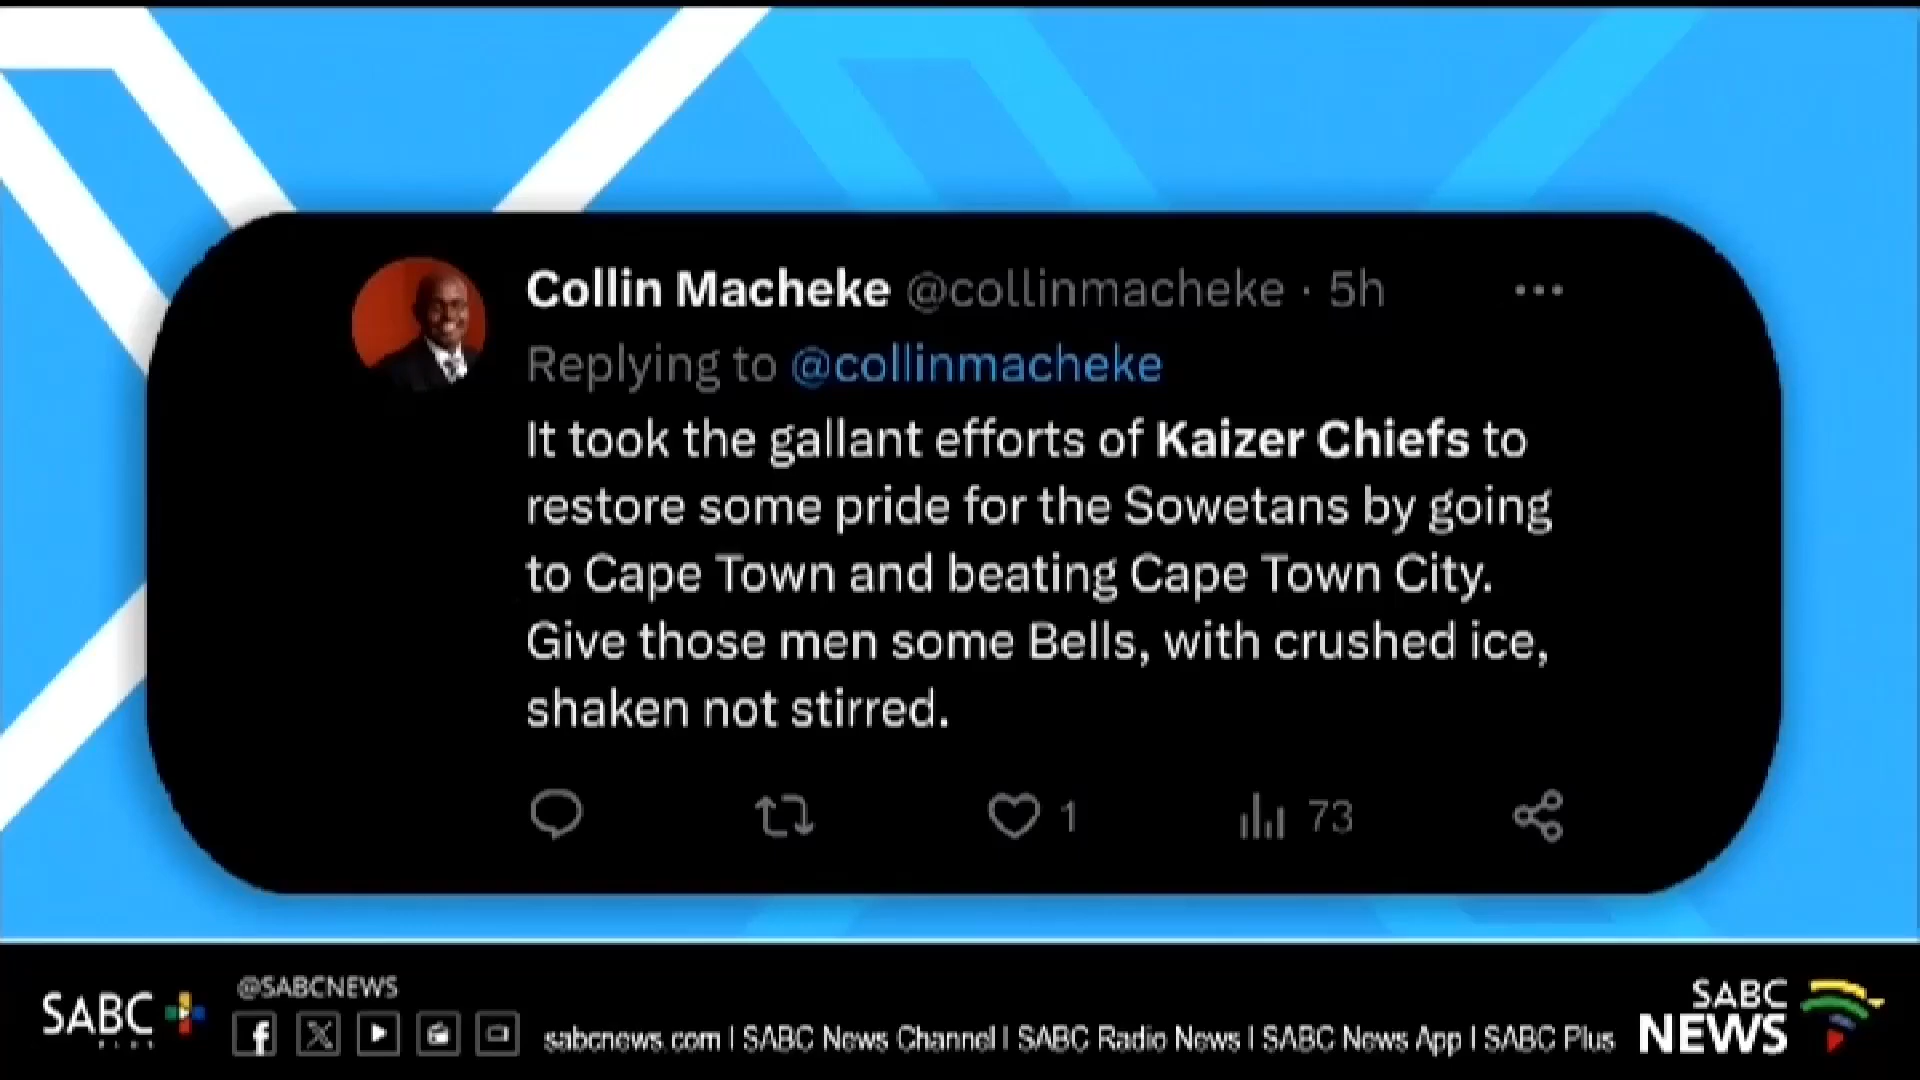 Collin Macheke @collinmacheke · 5h
Replying to @collinmacheke
It took the gallant efforts of Kaizer Chiefs to
restore some pride for the Sowetans by going
to Cape Town and beating Cape Town City.
Give those men some Bells, with crushed ice,
shaken not stirred.
1 73
SABC
PLUS
@SABCNEWS
sabcnews.com | SABC News Channel | SABC Radio News | SABC News App | SABC Plus
SABC
NEWS